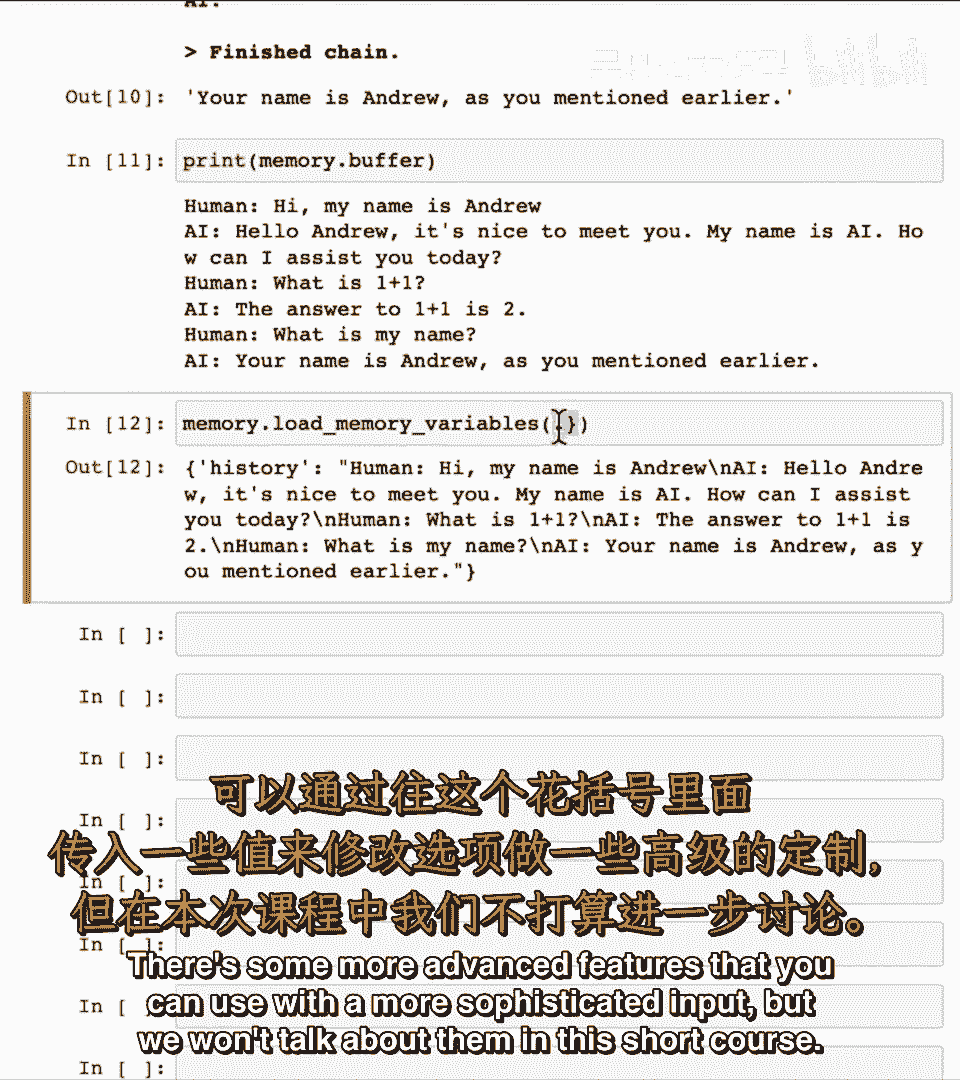 AI:
> Finished chain.
Out[10]: 'Your name is Andrew, as you mentioned earlier.'
In [11]: print(memory.buffer)
Human: Hi, my name is Andrew
AI: Hello Andrew, it's nice to meet you. My name is AI. Ho
w can I assist you today?
Human: What is 1+1?
AI: The answer to 1+1 is 2.
Human: What is my name?
AI: Your name is Andrew, as you mentioned earlier.
In [12]: memory.load_memory_variables({})
Out[12]: {'history': "Human: Hi, my name is Andrew\nAI: Hello Andre
w, it's nice to meet you. My name is AI. How can I assist
you today?\nHuman: What is 1+1?\nAI: The answer to 1+1 is
2.\nHuman: What is my name?\nAI: Your name is Andrew, as y
ou mentioned earlier."}
In [ ]:
In [ ]:
In [ ]:
In [ ]:
In [ ]:
In [ ]:
In [ ]:
In [ ]:
可以通过往这个花括号里面
传入一些值来修改选项做一些高级的定制,
但在本次课程中我们不打算进一步讨论。
There's some more advanced features that you
can use with a more sophisticated input, but
we won't talk about them in this short course.